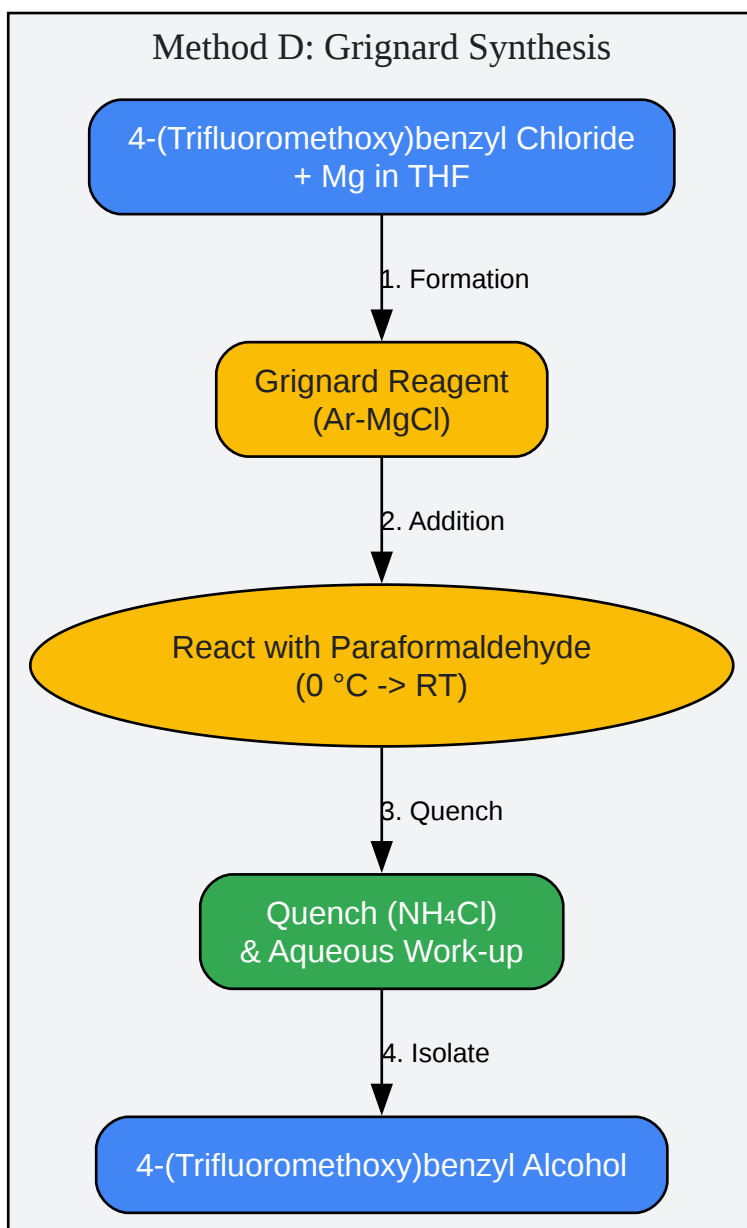 Method D: Grignard Synthesis
4-(Trifluoromethoxy)benzyl Chloride
+ Mg in THF
1. Formation
Grignard Reagent
(Ar-MgCl)
2. Addition
React with Paraformaldehyde
(0 °C -> RT)
3. Quench
Quench (NH₄Cl)
& Aqueous Work-up
4. Isolate
4-(Trifluoromethoxy)benzyl Alcohol